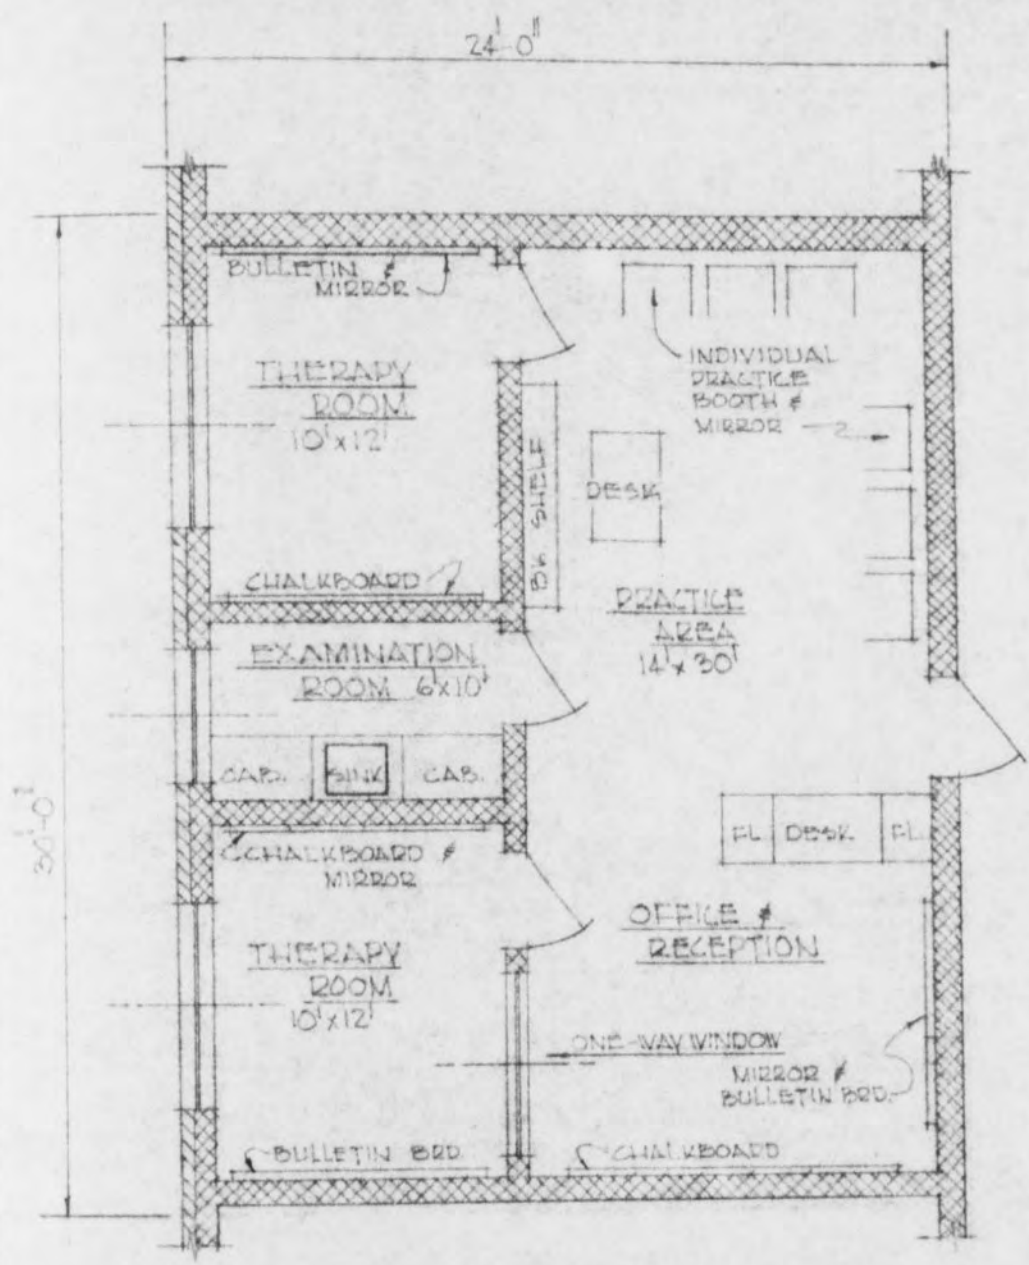 24'-0"
BULLETIN &
MIRROR
THERAPY
ROOM
10'x12'
INDIVIDUAL
PRACTICE
BOOTH &
MIRROR
BK. SHELF
DESK
CHALKBOARD
PRACTICE
AREA
14'x30'
EXAMINATION
ROOM 6'x10'
CAB. SINK CAB.
30'-0"
FL. DESK FL.
CHALKBOARD &
MIRROR
OFFICE &
RECEPTION
THERAPY
ROOM
10'x12'
ONE-WAY WINDOW
MIRROR &
BULLETIN BRD.
BULLETIN BRD.
CHALKBOARD